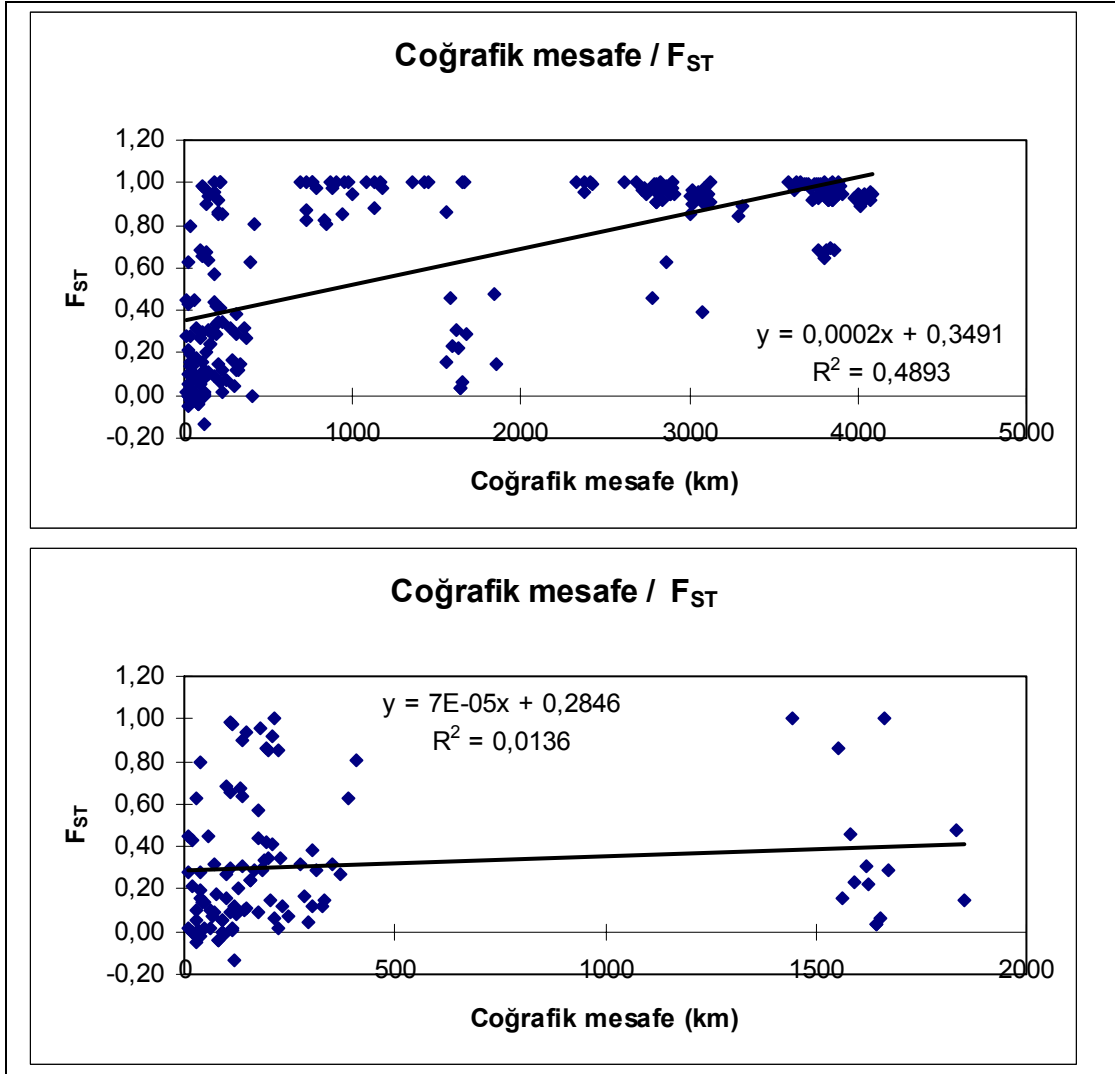 Coğrafik mesafe / FST
1,20
1,00
0,80
0,60
0,40
0,20
0,00
-0,20
FST
0 1000 2000 3000 4000 5000
y = 0,0002x + 0,3491
R2 = 0,4893
Coğrafik mesafe (km)
Coğrafik mesafe / FST
1,20
1,00
0,80
0,60
0,40
0,20
0,00
-0,20
FST
y = 7E-05x + 0,2846
R2 = 0,0136
0 500 1000 1500 2000
Coğrafik mesafe (km)